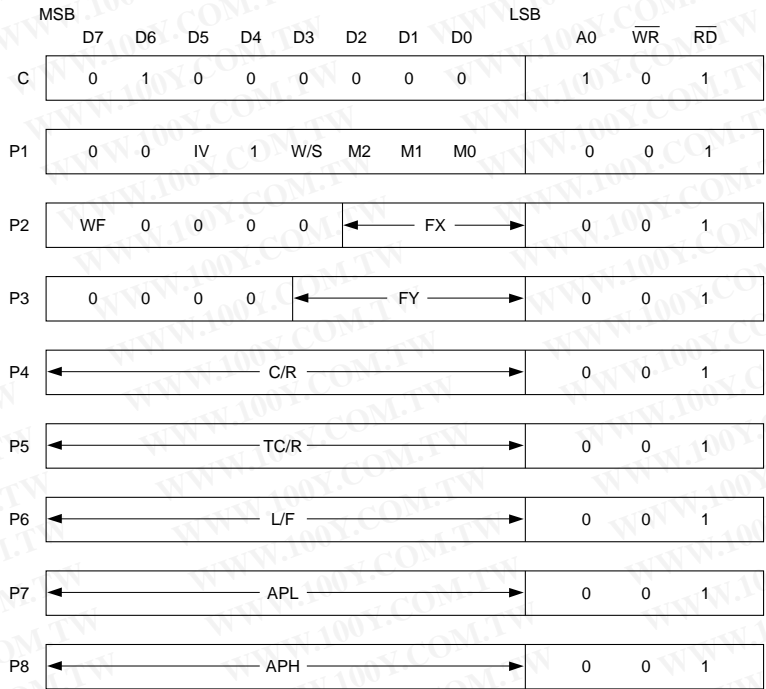 MSB LSB
D7 D6 D5 D4 D3 D2 D1 D0 A0 WR RD
C 0 1 0 0 0 0 0 0 1 0 1
P1 0 0 IV 1 W/S M2 M1 M0 0 0 1
P2 WF 0 0 0 0 FX 0 0 1
P3 0 0 0 0 FY 0 0 1
P4 C/R 0 0 1
P5 TC/R 0 0 1
P6 L/F 0 0 1
P7 APL 0 0 1
P8 APH 0 0 1
WWW.100Y.COM.TW